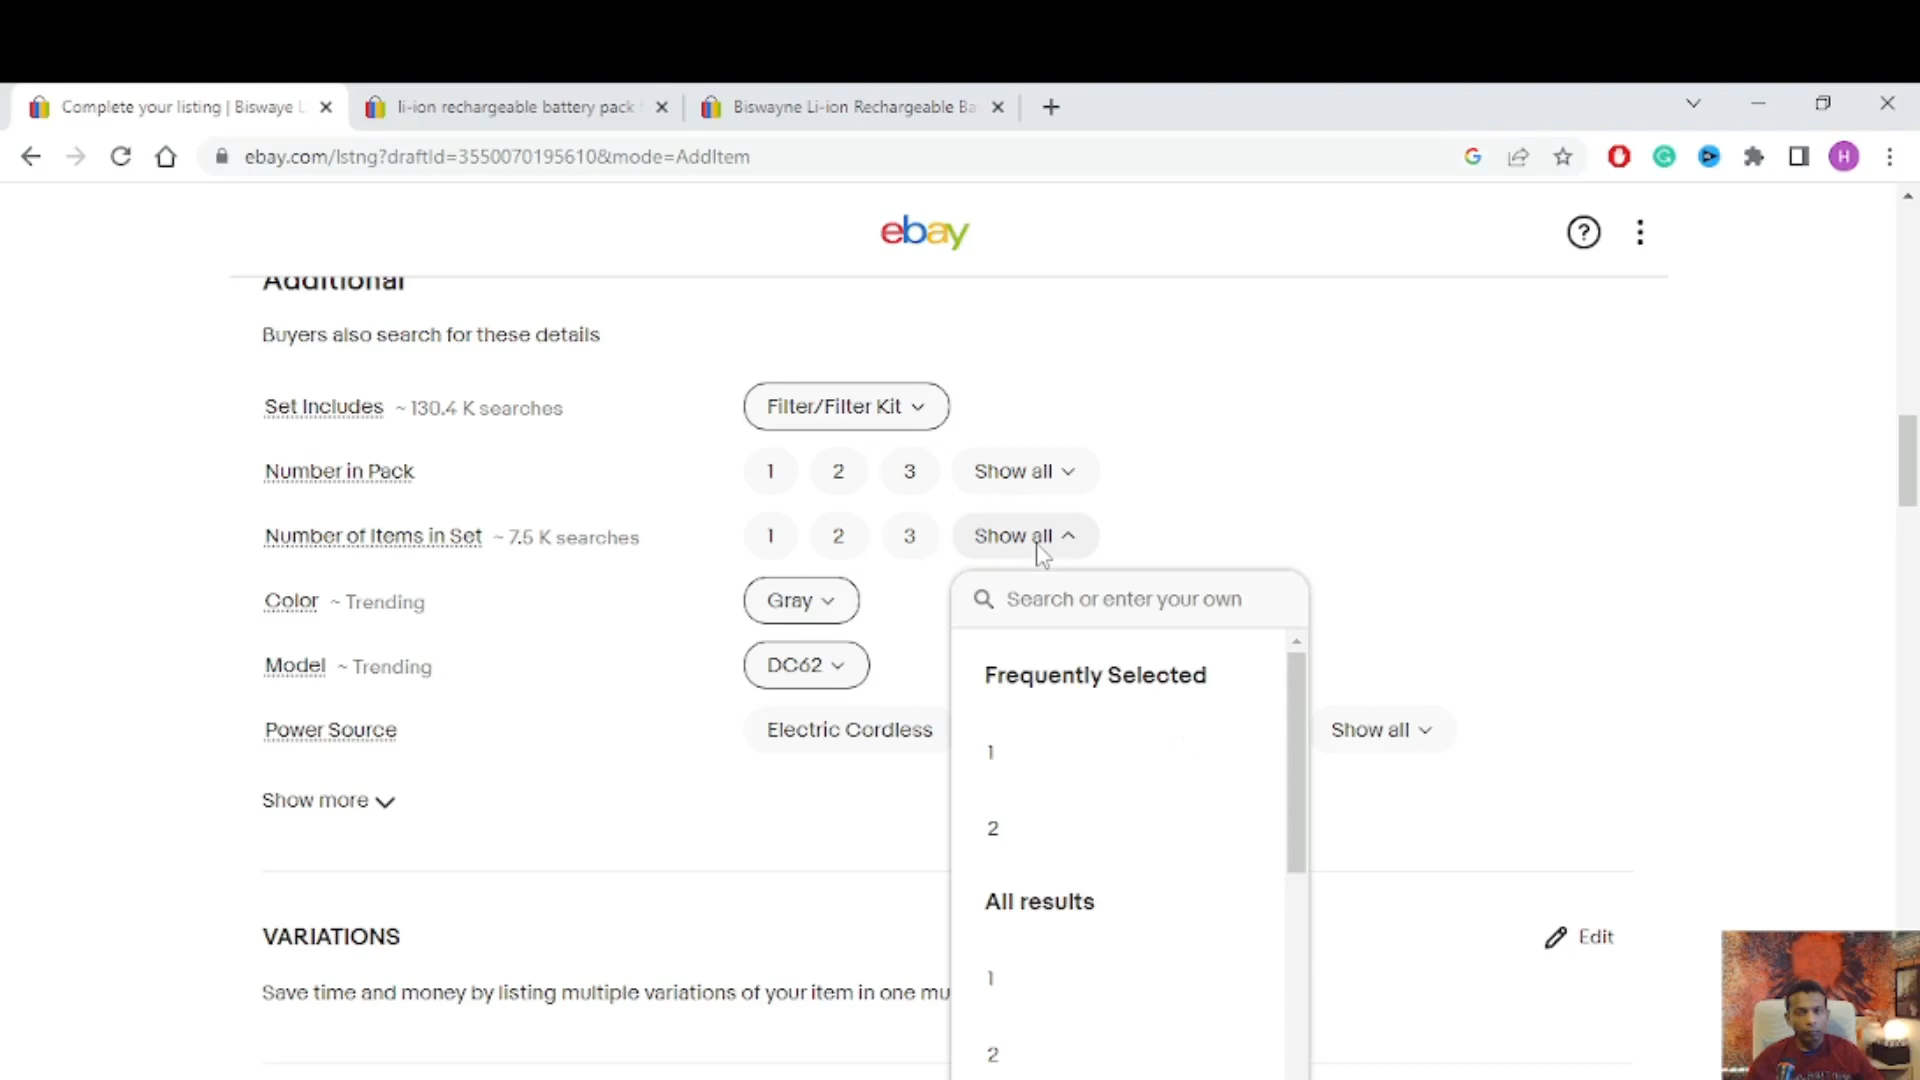 Complete your listing | Biswaye L
li-ion rechargeable battery pack
Biswayne Li-ion Rechargeable Ba
ebay.com/lstng?draftId=3550070195610&mode=AddItem
H
ebay
Additional
Buyers also search for these details
Set Includes ~ 130.4 K searches Filter/Filter Kit
Number in Pack 1 2 3 Show all
Number of Items in Set ~ 7.5 K searches 1 2 3 Show all
Color ~ Trending Gray
Search or enter your own
Model ~ Trending DC62
Frequently Selected
Power Source Electric Cordless Show all
1
Show more
2
All results
VARIATIONS Edit
1
Save time and money by listing multiple variations of your item in one mu
2